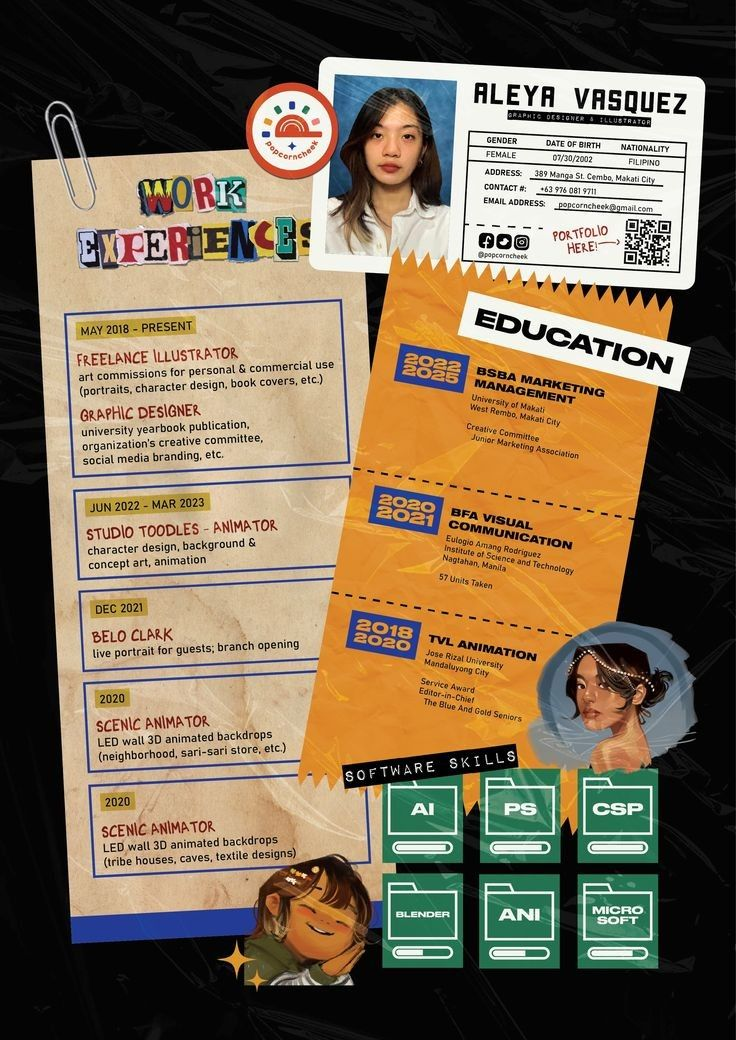 popcorncheek
ALEYA VASQUEZ
GRAPHIC DESIGNER & ILLUSTRATOR
GENDER DATE OF BIRTH NATIONALITY
FEMALE 07/30/2002 FILIPINO
ADDRESS: 389 Manga St. Cembo, Makati City
CONTACT #: +63 976 081 9711
EMAIL ADDRESS: popcorncheek@gmail.com
@popcorncheek
PORTFOLIO
HERE!
WORK
EXPERIENCES
MAY 2018 - PRESENT
FREELANCE ILLUSTRATOR
art commissions for personal & commercial use
(portraits, character design, book covers, etc.)
GRAPHIC DESIGNER
university yearbook publication,
organization's creative committee,
social media branding, etc.
JUN 2022 - MAR 2023
STUDIO TOODLES - ANIMATOR
character design, background &
concept art, animation
DEC 2021
BELO CLARK
live portrait for guests; branch opening
2020
SCENIC ANIMATOR
LED wall 3D animated backdrops
(neighborhood, sari-sari store, etc.)
2020
SCENIC ANIMATOR
LED wall 3D animated backdrops
(tribe houses, caves, textile designs)
EDUCATION
2022
2025
BSBA MARKETING
MANAGEMENT
University of Makati
West Rembo, Makati City
Creative Committee
Junior Marketing Association
2020
2021
BFA VISUAL
COMMUNICATION
Eulogio Amang Rodriguez
Institute of Science and Technology
Nagtahan, Manila
57 Units Taken
2018
2020
TVL ANIMATION
Jose Rizal University
Mandaluyong City
Service Award
Editor-in-Chief
The Blue And Gold Seniors
SOFTWARE SKILLS
AI PS CSP
BLENDER ANI MICRO
SOFT